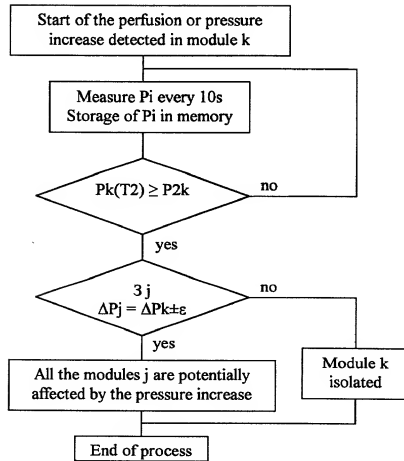 Start of the perfusion or pressure
increase detected in module k
Measure Pi every 10s
Storage of Pi in memory
Pk(T2) ≥ P2k
no
yes
3 j
ΔPj = ΔPk±ε
no
yes
All the modules j are potentially
affected by the pressure increase
Module k
isolated
End of process